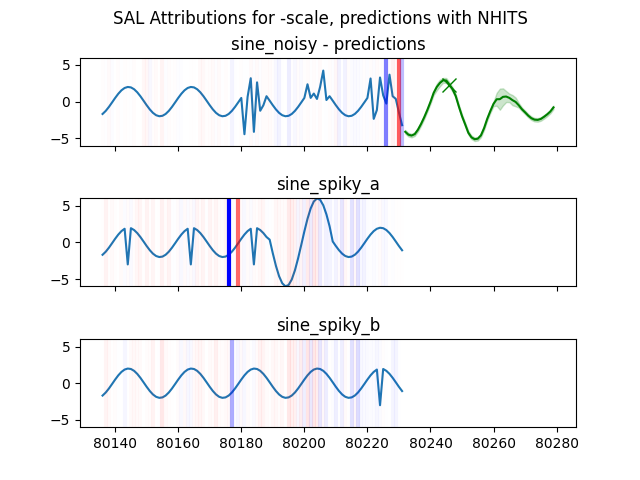 SAL Attributions for -scale, predictions with NHITS
sine_noisy - predictions
5
0
−5
sine_spiky_a
5
0
−5
sine_spiky_b
5
0
−5
80140 80160 80180 80200 80220 80240 80260 80280